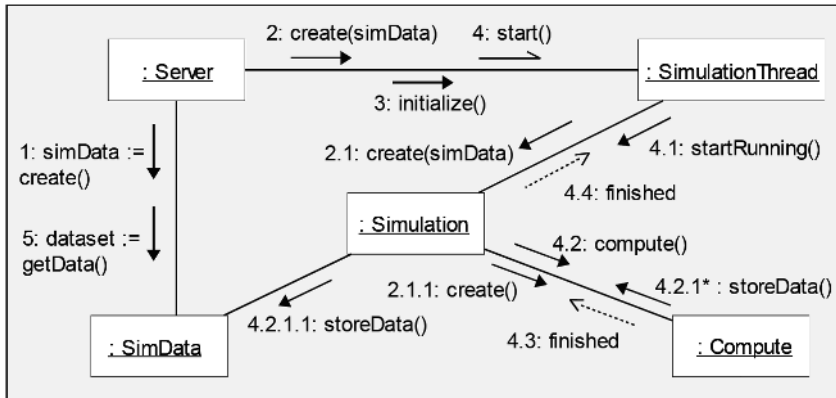 2: create(simData)
4: start()
: Server
: SimulationThread
3: initialize()
1: simData :=
create()
2.1: create(simData)
4.1: startRunning()
4.4: finished
: Simulation
5: dataset :=
getData()
4.2: compute()
2.1.1: create()
4.2.1* : storeData()
4.2.1.1: storeData()
: SimData
4.3: finished
: Compute